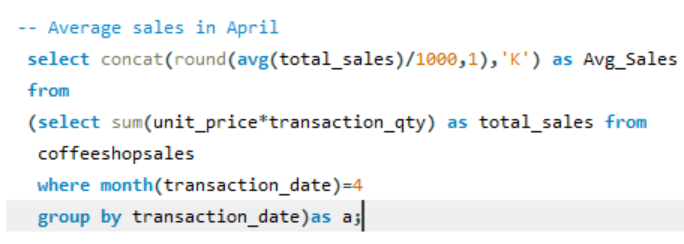 -- Average sales in April
select concat(round(avg(total_sales)/1000,1),'K') as Avg_Sales
from
(select sum(unit_price*transaction_qty) as total_sales from
coffeeshopsales
where month(transaction_date)=4
group by transaction_date)as a;